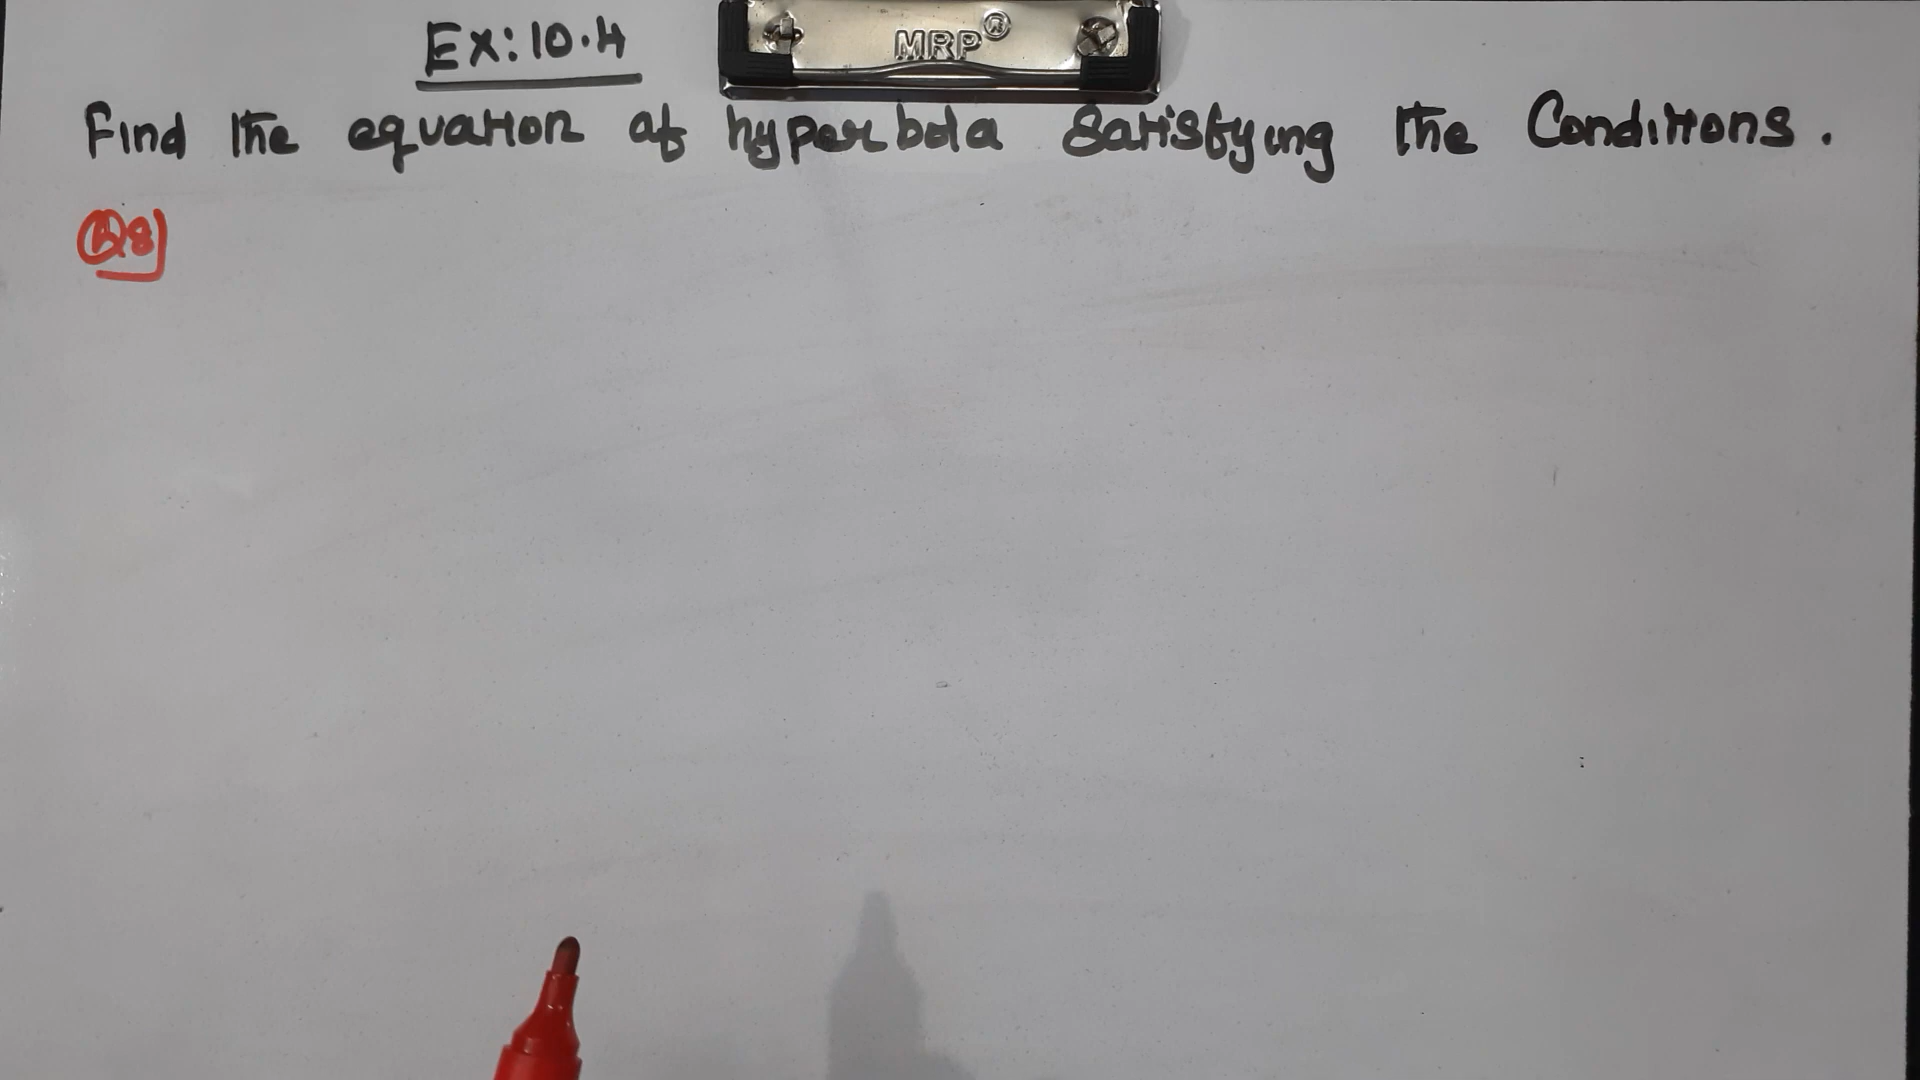 Ex: 10.4
MRP®
Find the equation of hyperbola Satisfying the Conditions.
Q8)